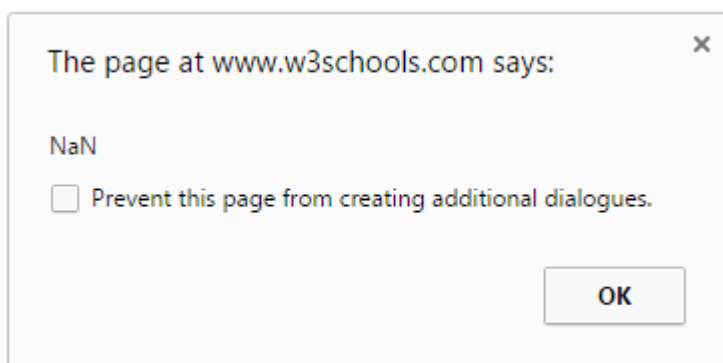 The page at www.w3schools.com says:
NaN
Prevent this page from creating additional dialogues.
OK